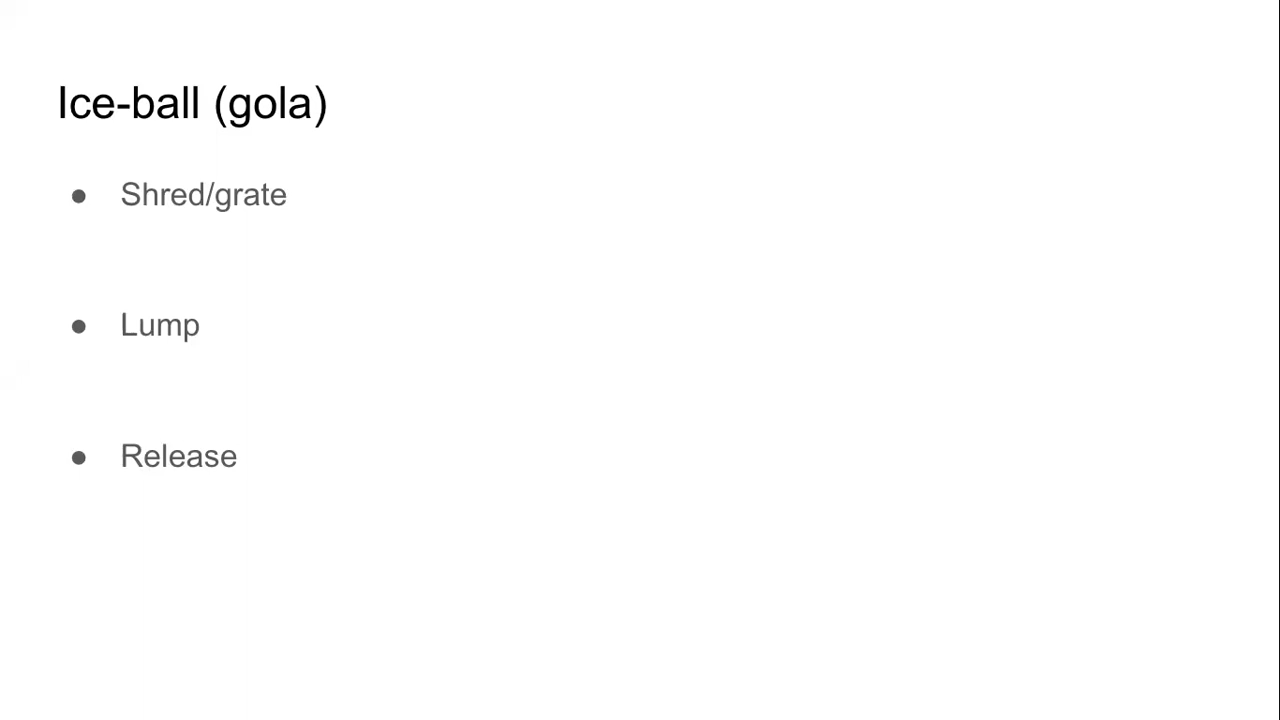 Ice-ball (gola)
● Shred/grate
● Lump
● Release